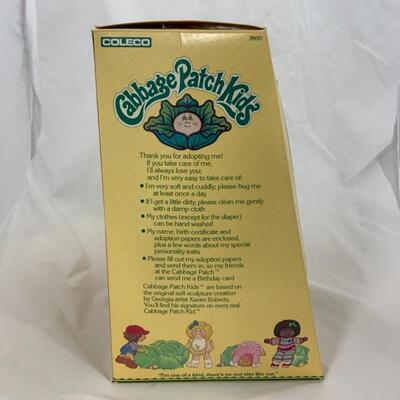 COLECO
3900
Cabbage Patch Kids
Thank you for adopting me!
If you take care of me,
I'll always love you;
and I'm very easy to take care of:
• I'm very soft and cuddly, please hug me
at least once a day
• If I get a little dirty, please clean me gently
with a damp cloth
• My clothes (except for the diaper)
can be hand washed
• My name, birth certificate and
adoption papers are enclosed,
plus a few words about my special
personality traits
• Please fill out my adoption papers
and send them in; so my friends
at the Cabbage Patch™
can send me a Birthday card
Cabbage Patch Kids™ are based on
the original soft sculpture creation
by Georgia artist Xavier Roberts.
You'll find his signature on every real
Cabbage Patch Kid.™
"I'm one of a kind, there's no one else like me."